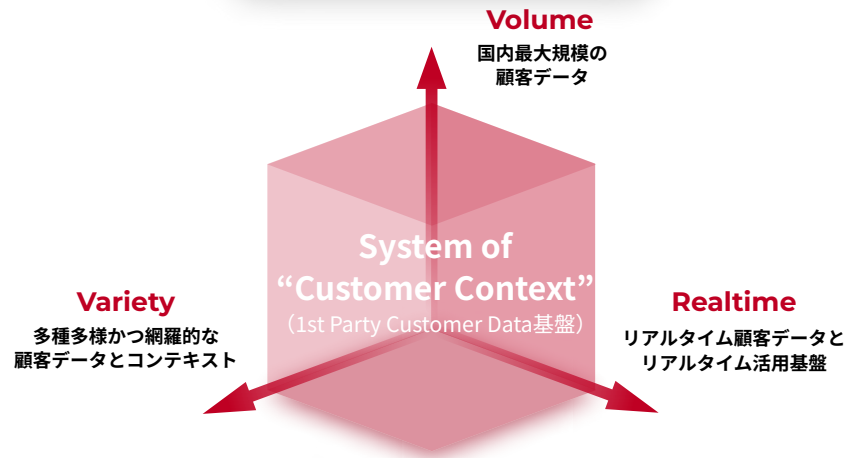 Volume
国内最大規模の
顧客データ
System of
“Customer Context”
（1st Party Customer Data基盤）
Variety
多種多様かつ網羅的な
顧客データとコンテキスト
Realtime
リアルタイム顧客データと
リアルタイム活用基盤